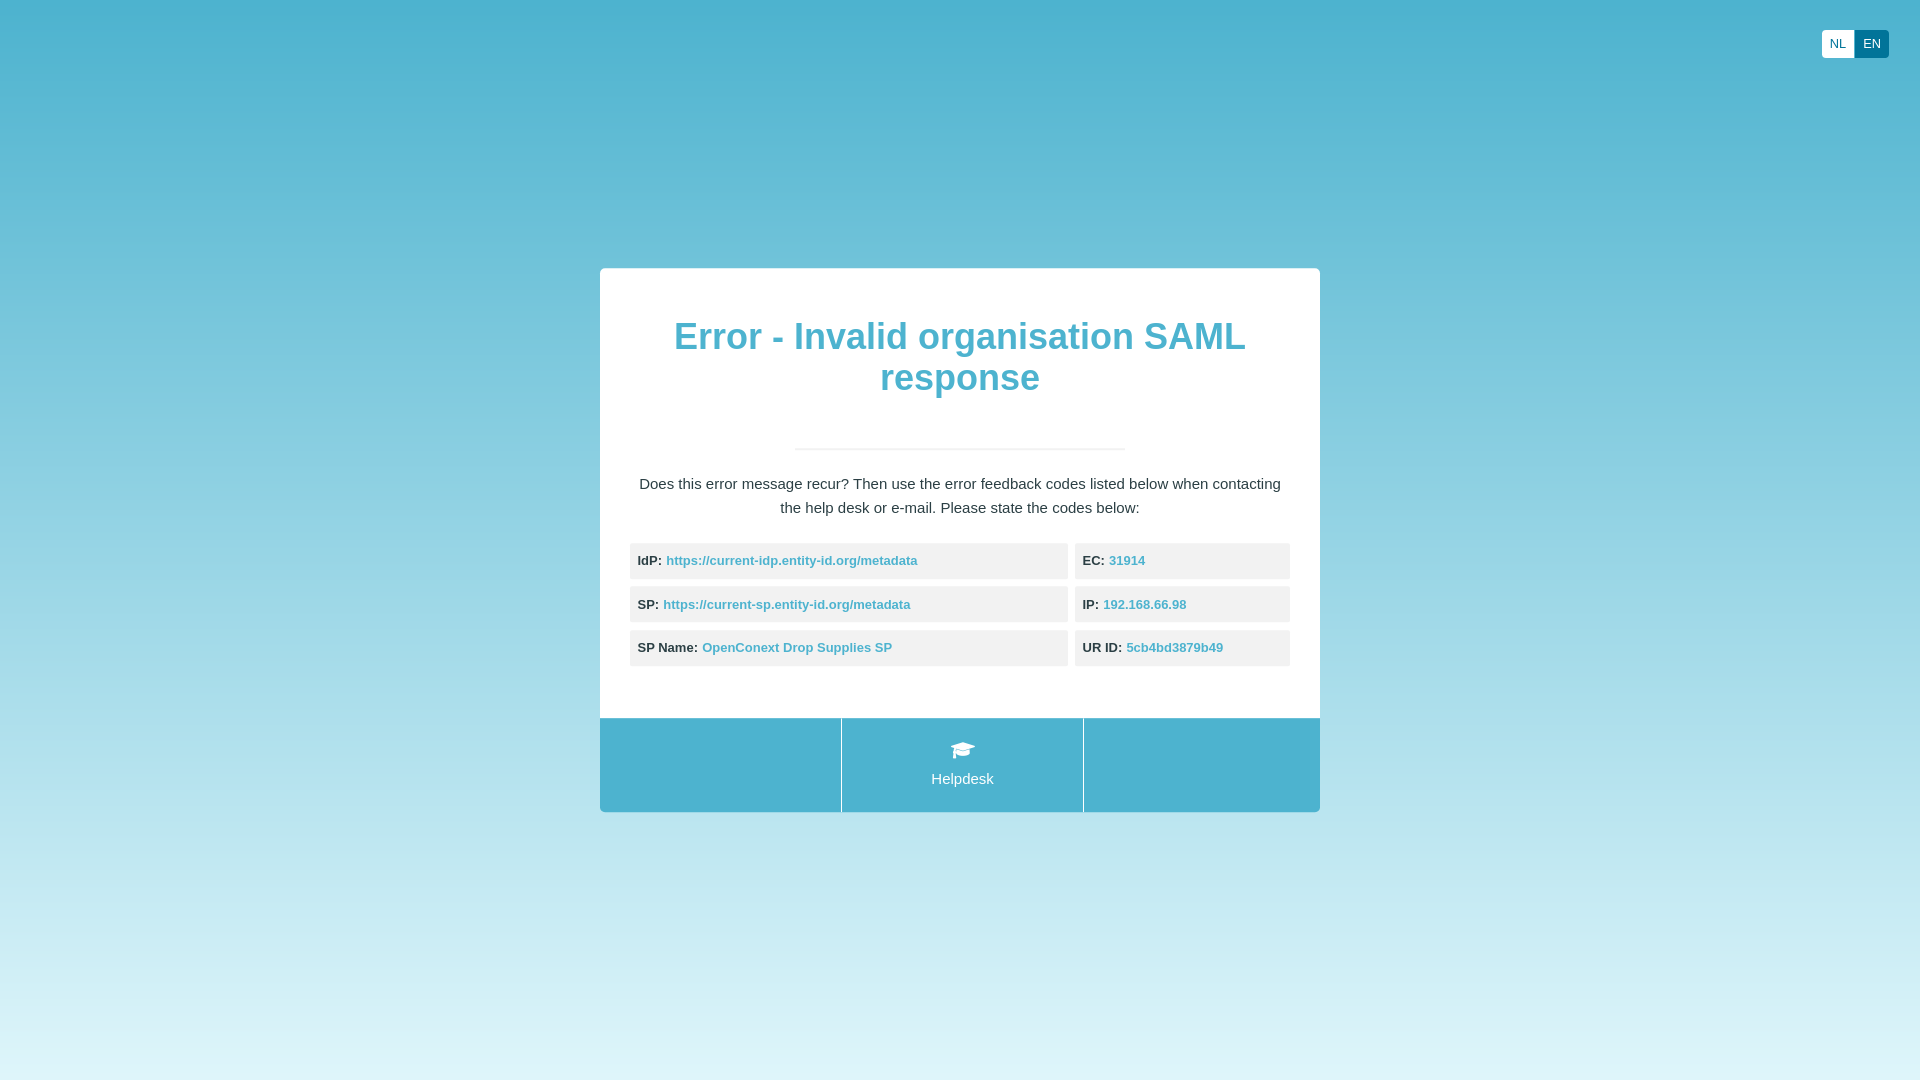 NL EN
Error - Invalid organisation SAML
response
Does this error message recur? Then use the error feedback codes listed below when contacting
the help desk or e-mail. Please state the codes below:
IdP: https://current-idp.entity-id.org/metadata EC: 31914
SP: https://current-sp.entity-id.org/metadata IP: 192.168.66.98
SP Name: OpenConext Drop Supplies SP UR ID: 5cb4bd3879b49
Helpdesk